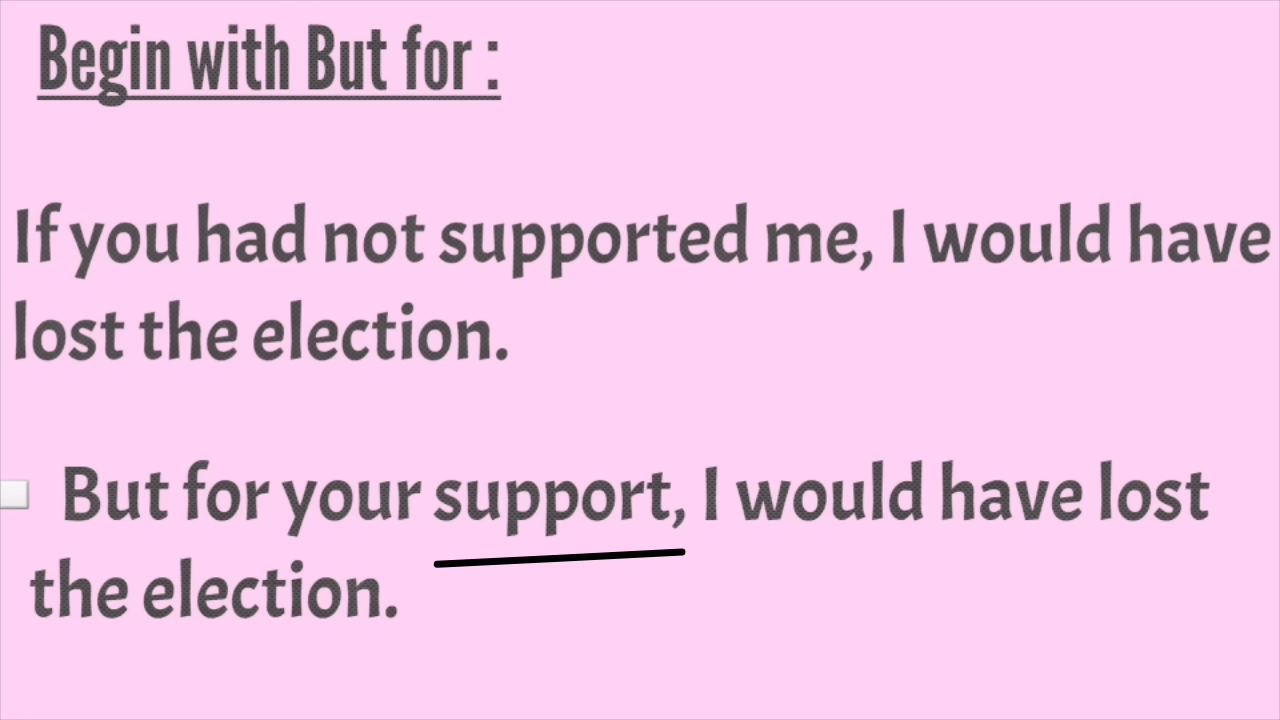 Begin with But for :
If you had not supported me, I would have
lost the election.
But for your support, I would have lost
the election.